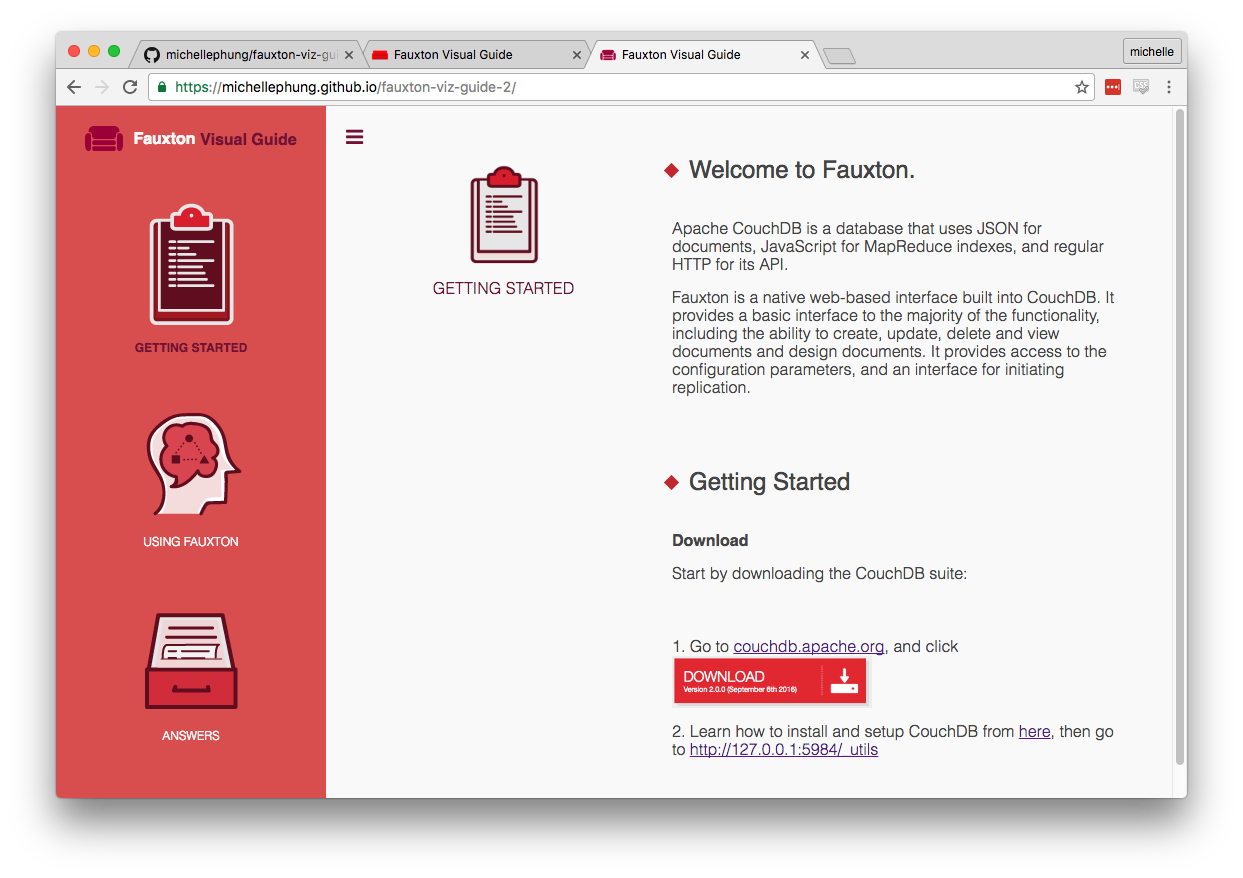 michellephung/fauxton-viz-gui
Fauxton Visual Guide
Fauxton Visual Guide
michelle
https://michellephung.github.io/fauxton-viz-guide-2/
Fauxton Visual Guide
GETTING STARTED
USING FAUXTON
ANSWERS
GETTING STARTED
Welcome to Fauxton.
Apache CouchDB is a database that uses JSON for
documents, JavaScript for MapReduce indexes, and regular
HTTP for its API.
Fauxton is a native web-based interface built into CouchDB. It
provides a basic interface to the majority of the functionality,
including the ability to create, update, delete and view
documents and design documents. It provides access to the
configuration parameters, and an interface for initiating
replication.
Getting Started
Download
Start by downloading the CouchDB suite:
1. Go to couchdb.apache.org, and click
DOWNLOAD
Version 2.0.0 (September 6th 2016)
2. Learn how to install and setup CouchDB from here, then go
to http://127.0.0.1:5984/_utils